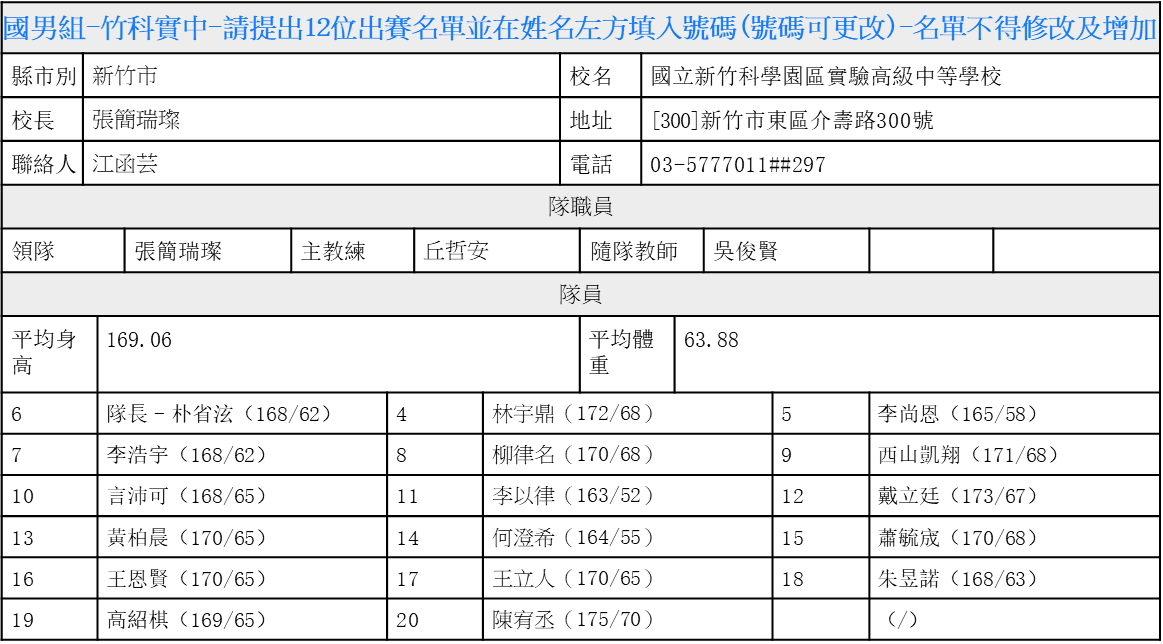 國男組-竹科實中-請提出12位出賽名單並在姓名左方填入號碼(號碼可更改)-名單不得修改及增加
縣市別 新竹市 校名 國立新竹科學園區實驗高級中等學校
校長 張簡瑞璨 地址 [300]新竹市東區介壽路300號
聯絡人 江函芸 電話 03-5777011##297
隊職員
領隊 張簡瑞璨 主教練 丘哲安 隨隊教師 吳俊賢
隊員
平均身高 169.06 平均體重 63.88
6 隊長－朴省泫（168/62） 4 林宇鼎（172/68） 5 李尚恩（165/58）
7 李浩宇（168/62） 8 柳律名（170/68） 9 西山凱翔（171/68）
10 言沛可（168/65） 11 李以律（163/52） 12 戴立廷（173/67）
13 黃柏晨（170/65） 14 何澄希（164/55） 15 蕭毓宬（170/68）
16 王恩賢（170/65） 17 王立人（170/65） 18 朱昱諾（168/63）
19 高紹棋（169/65） 20 陳宥丞（175/70） （/）